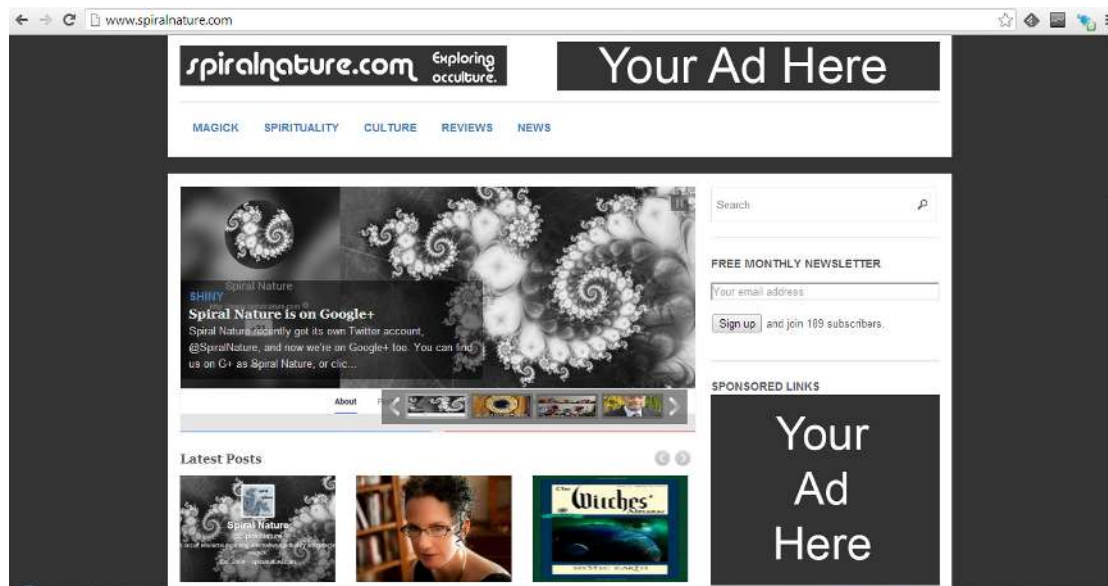 www.spiralnature.com
spiralnature.com
Exploring
occulture.
Your Ad Here
MAGICK SPIRITUALITY CULTURE REVIEWS NEWS
Spiral Nature
SHINY
Spiral Nature is on Google+
Spiral Nature recently got its own Twitter account,
@SpiralNature, and now we're on Google+ too. You can find
us on G+ as Spiral Nature, or clic...
About
Search
FREE MONTHLY NEWSLETTER
Your email address
Sign up and join 189 subscribers.
SPONSORED LINKS
Your
Ad
Here
Latest Posts
Spiral Nature
The
Witches'
Almanac
MYSTIC EARTH